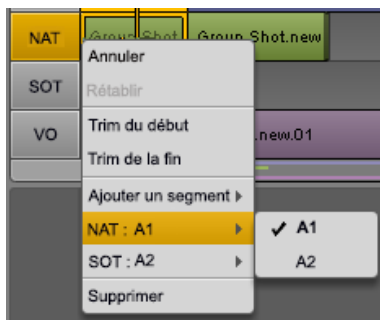 NAT
Group Shot
Group Shot.new
Annuler
SOT
Rétablir
VO
Trim du début
.new.01
Trim de la fin
Ajouter un segment
NAT : A1
A1
SOT : A2
A2
Supprimer